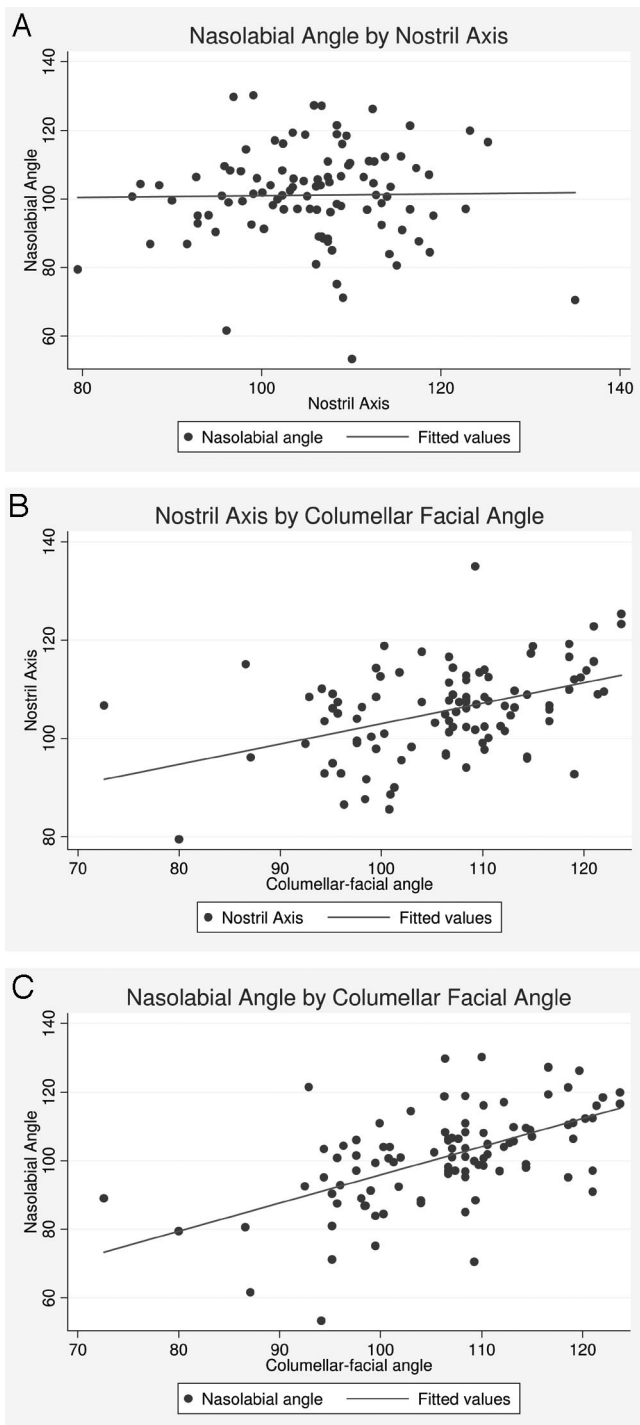 A
Nasolabial Angle by Nostril Axis
140
120
100
80
60
Nasolabial Angle
80 100 120 140
Nostril Axis
Nasolabial angle Fitted values
B
Nostril Axis by Columellar Facial Angle
140
120
100
80
Nostril Axis
70 80 90 100 110 120
Columellar-facial angle
Nostril Axis Fitted values
C
Nasolabial Angle by Columellar Facial Angle
140
120
100
80
60
Nasolabial Angle
70 80 90 100 110 120
Columellar-facial angle
Nasolabial angle Fitted values